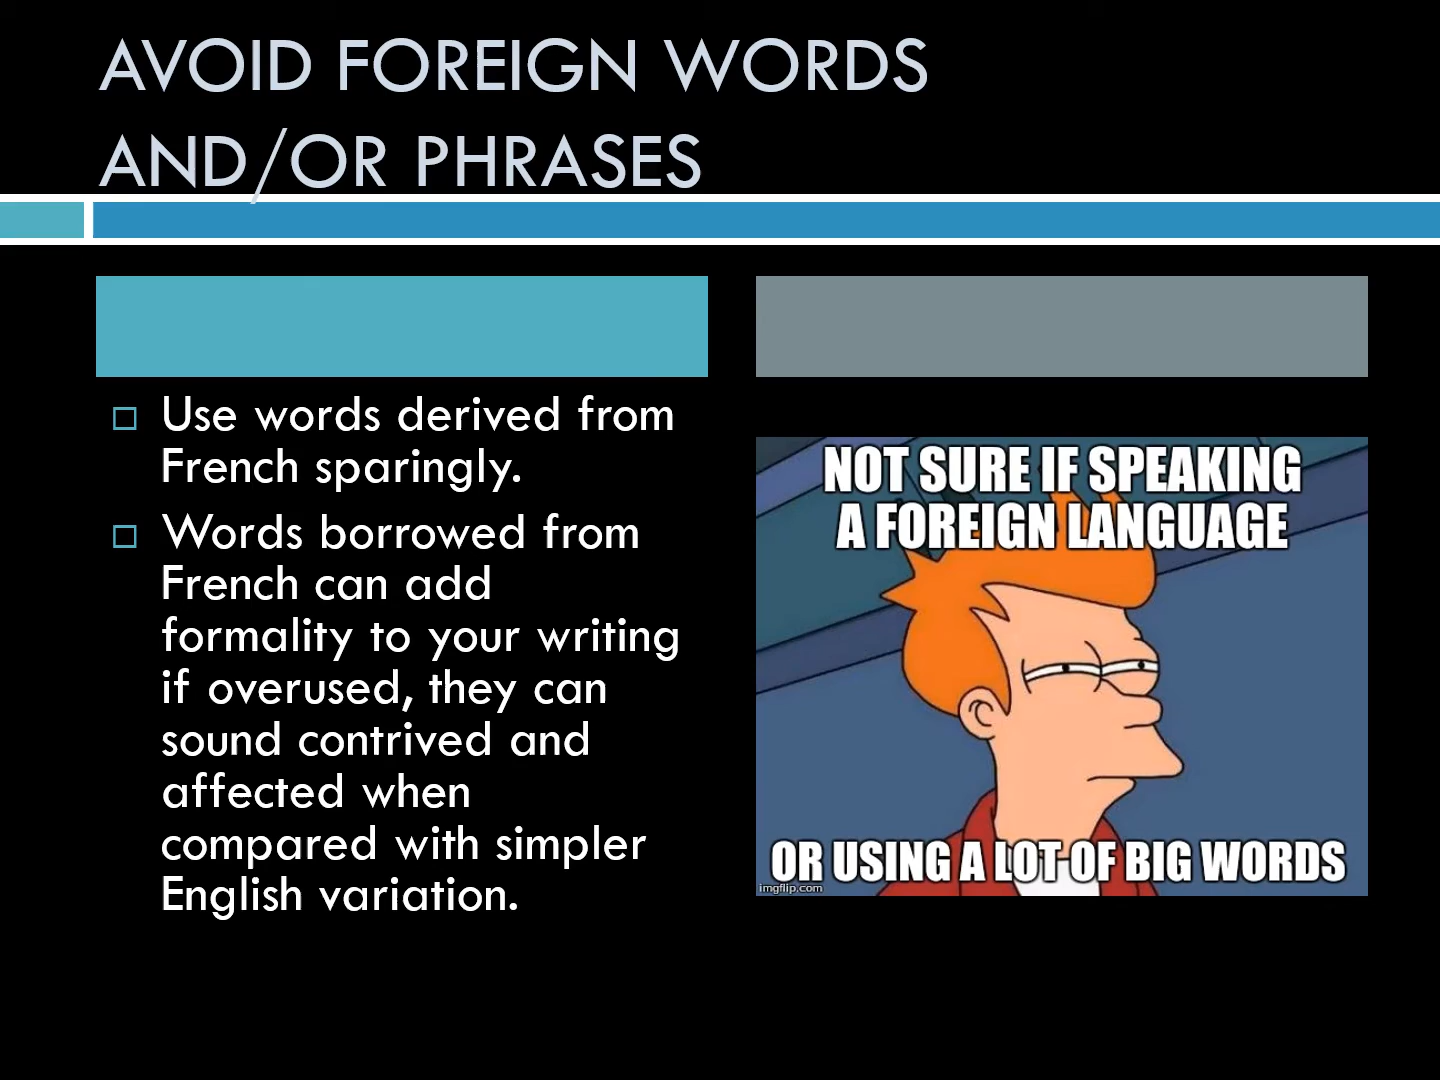 AVOID FOREIGN WORDS
AND/OR PHRASES
Use words derived from
French sparingly.
Words borrowed from
French can add
formality to your writing
if overused, they can
sound contrived and
affected when
compared with simpler
English variation.
NOT SURE IF SPEAKING
A FOREIGN LANGUAGE
OR USING A LOT OF BIG WORDS
imgflip.com